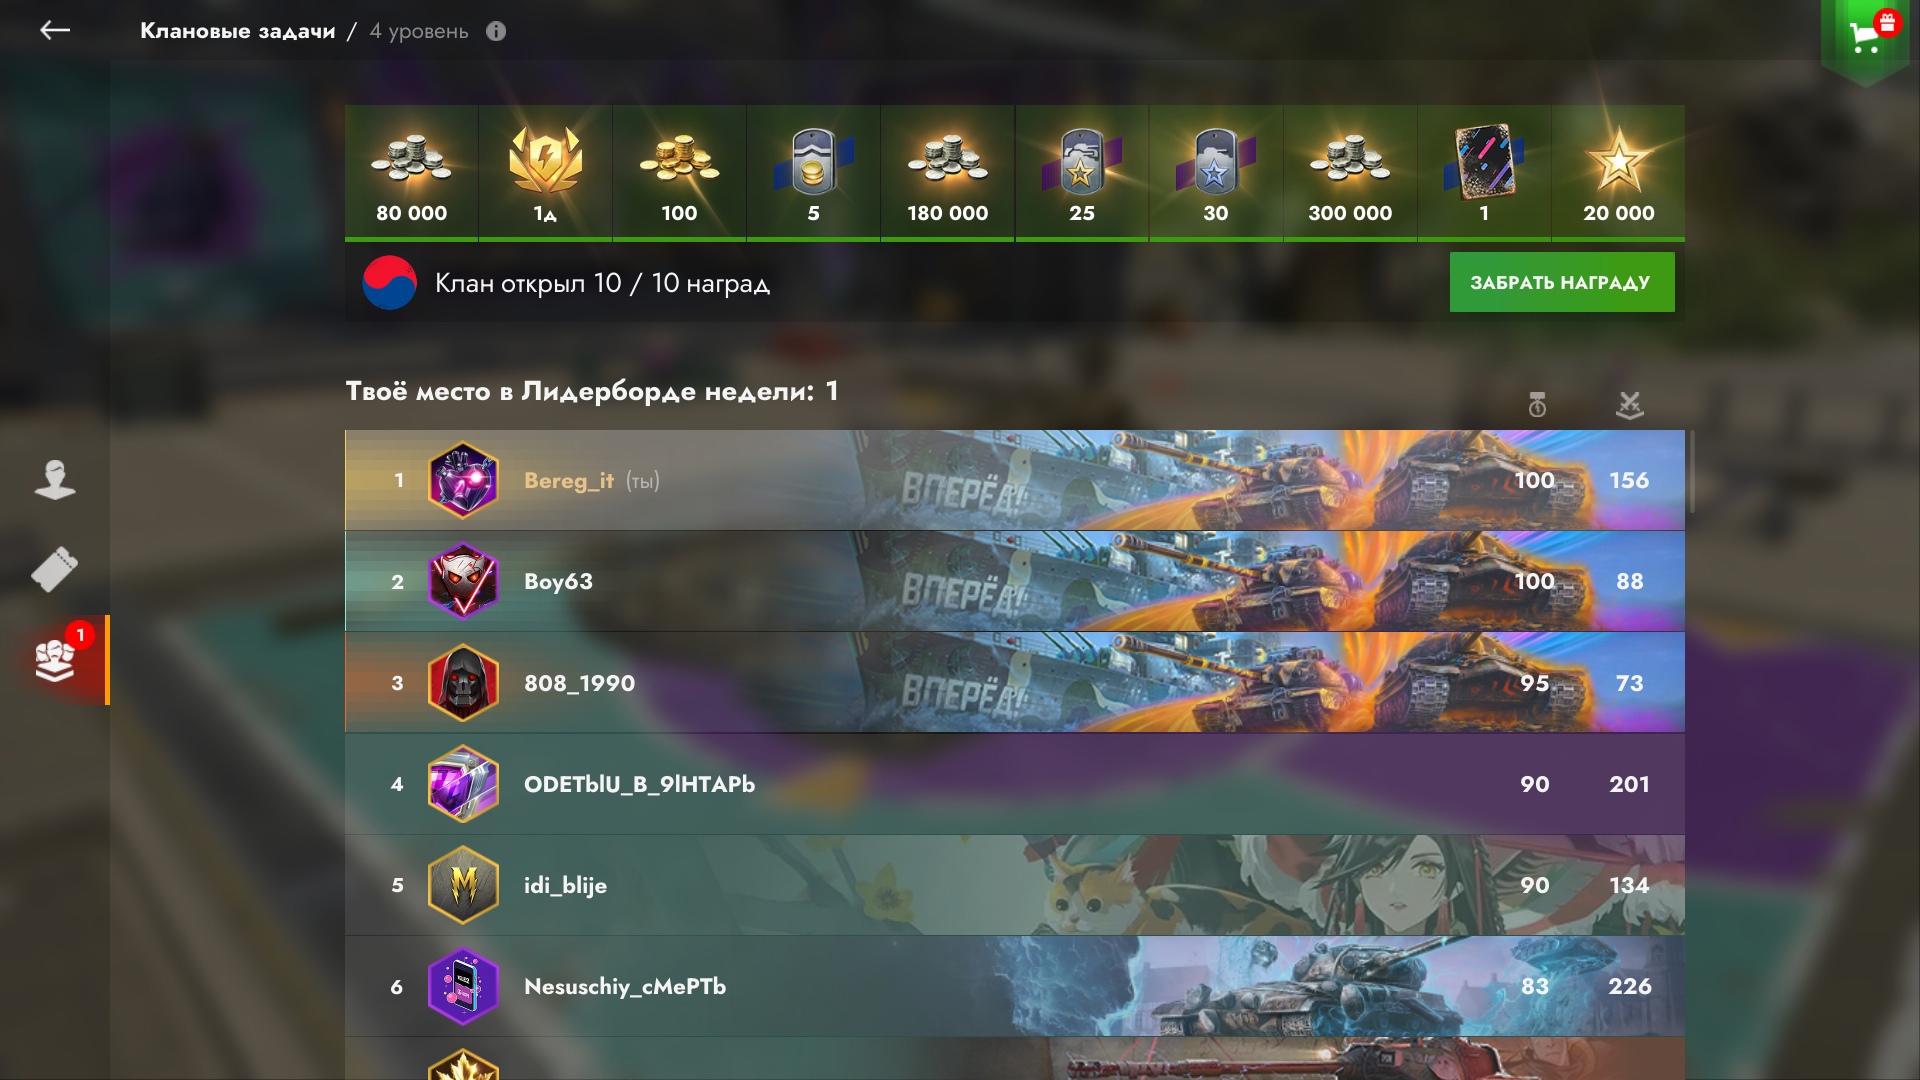 Клановые задачи / 4 уровень
80 000 1д 100 5 180 000 25 30 300 000 1 20 000
Клан открыл 10 / 10 наград
ЗАБРАТЬ НАГРАДУ
Твоё место в Лидерборде недели: 1
1 Bereg_it (ты) ВПЕРЁД! 100 156
2 Boy63 ВПЕРЁД! 100 88
3 808_1990 ВПЕРЁД! 95 73
1
4 ODETblU_B_9lHTAPb 90 201
5 idi_blije 90 134
6 Nesuschiy_cMePTb 83 226